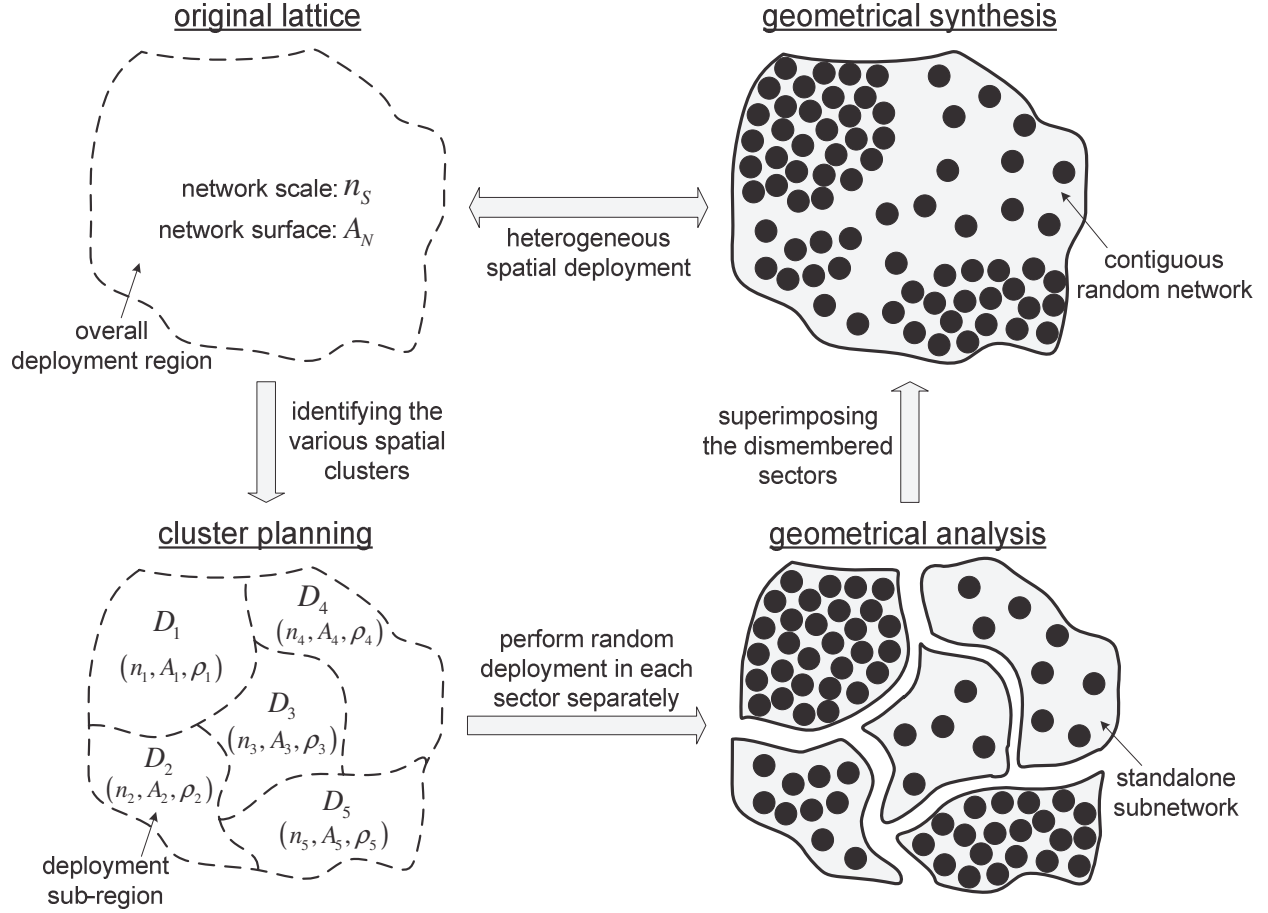 original lattice
geometrical synthesis
network scale: n_S
network surface: A_N
heterogeneous
spatial deployment
contiguous
random network
overall
deployment region
identifying the
various spatial
clusters
superimposing
the dismembered
sectors
cluster planning
geometrical analysis
D_4
(n_4, A_4, ρ_4)
D_1
(n_1, A_1, ρ_1)
perform random
deployment in each
sector separately
D_3
(n_3, A_3, ρ_3)
D_2
(n_2, A_2, ρ_2)
D_5
(n_5, A_5, ρ_5)
standalone
subnetwork
deployment
sub-region